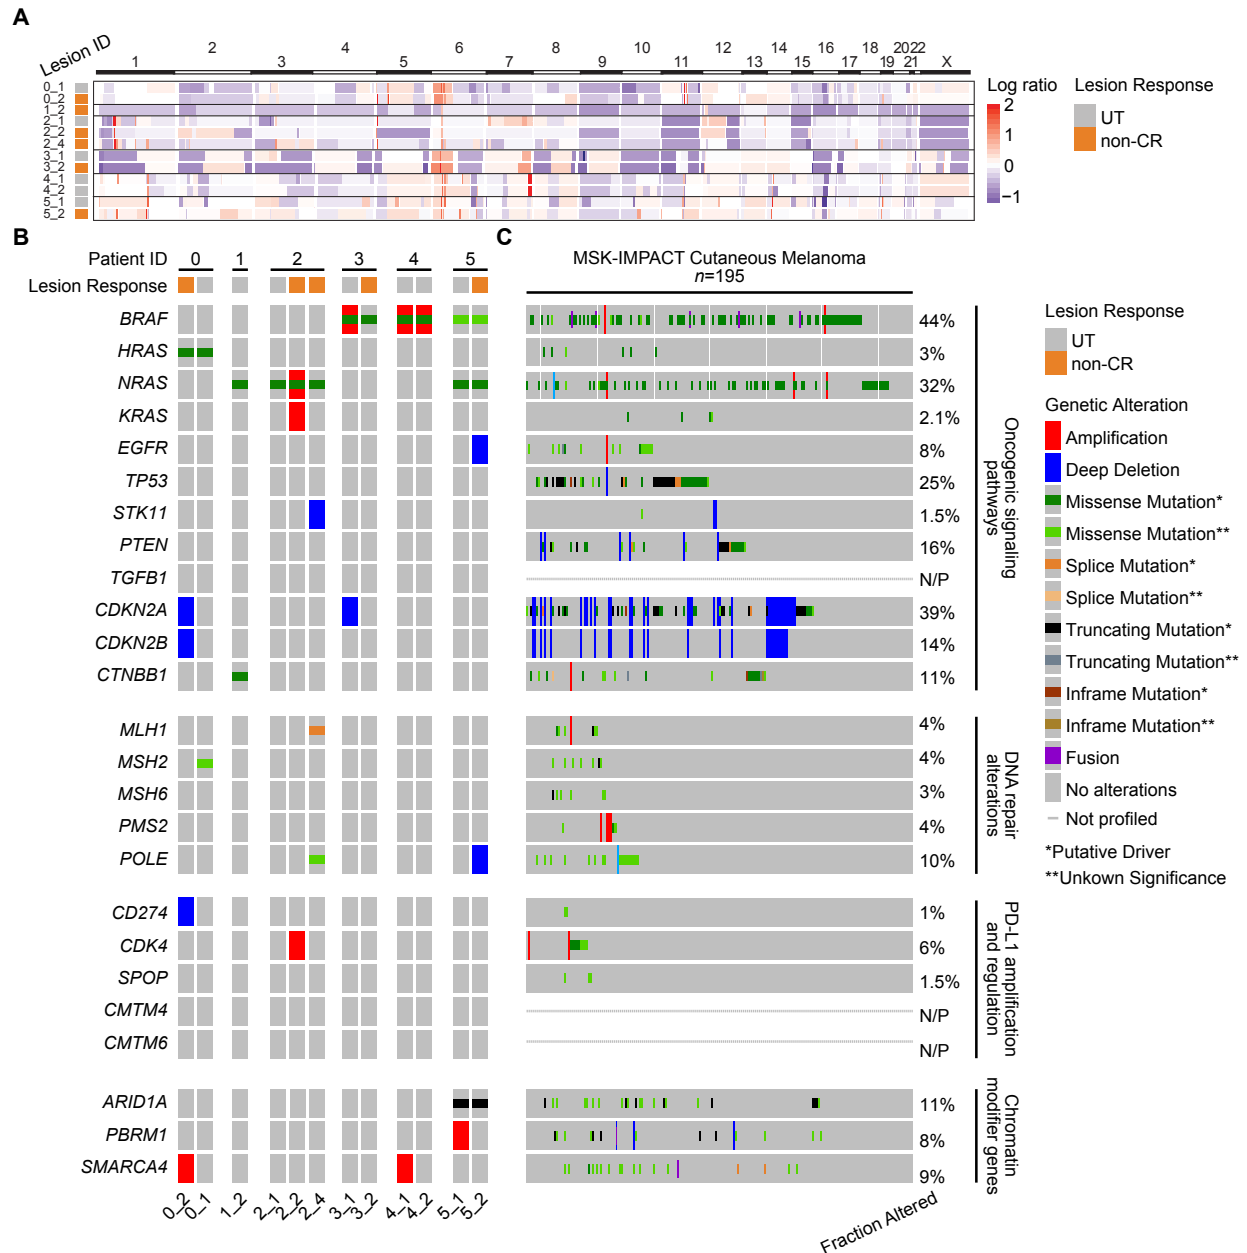 A
Lesion ID
1 2 3 4 5 6 7 8 9 10 11 12 13 14 15 16 17 18 19 20 21 22 X
0_1
0_2
1_2
2_1
2_2
2_4
3_1
3_2
4_1
4_2
5_1
5_2
Log ratio
2
1
0
−1
Lesion Response
UT
non-CR
B
Patient ID 0 1 2 3 4 5
Lesion Response
C
MSK-IMPACT Cutaneous Melanoma
n=195
BRAF 44%
HRAS 3%
NRAS 32%
KRAS 2.1%
EGFR 8%
TP53 25%
STK11 1.5%
PTEN 16%
TGFB1 N/P
CDKN2A 39%
CDKN2B 14%
CTNBB1 11%
Oncogenic signaling
pathways
MLH1 4%
MSH2 4%
MSH6 3%
PMS2 4%
POLE 10%
DNA repair
alterations
CD274 1%
CDK4 6%
SPOP 1.5%
CMTM4 N/P
CMTM6 N/P
PD-L1 amplification
and regulation
ARID1A 11%
PBRM1 8%
SMARCA4 9%
Chromatin
modifier genes
0_2 0_1 1_2 2_1 2_2 2_4 3_1 3_2 4_1 4_2 5_1 5_2
Fraction Altered
Lesion Response
UT
non-CR
Genetic Alteration
Amplification
Deep Deletion
Missense Mutation*
Missense Mutation**
Splice Mutation*
Splice Mutation**
Truncating Mutation*
Truncating Mutation**
Inframe Mutation*
Inframe Mutation**
Fusion
No alterations
Not profiled
*Putative Driver
**Unkown Significance